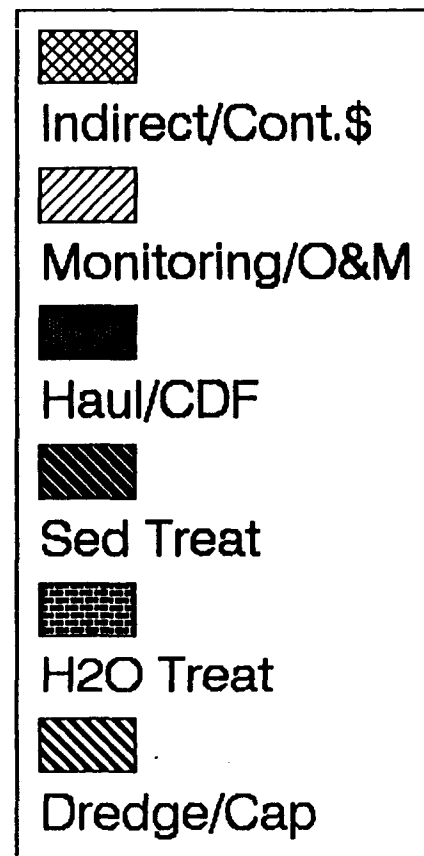 Indirect/Cont.$
Monitoring/O&M
Haul/CDF
Sed Treat
H2O Treat
Dredge/Cap